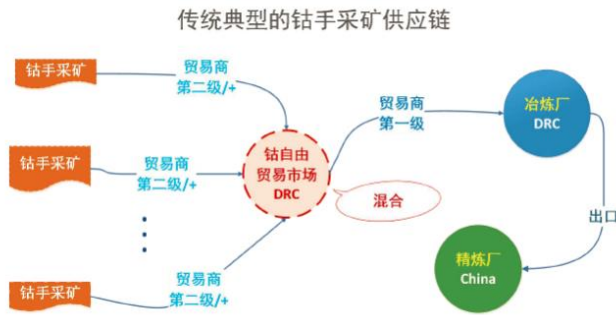 传统典型的钴手采矿供应链
钴手采矿
贸易商
第二级/+
钴手采矿
贸易商
第二级/+
钴手采矿
贸易商
第二级/+
钴自由
贸易市场
DRC
混合
贸易商
第一级
冶炼厂
DRC
出口
精炼厂
China